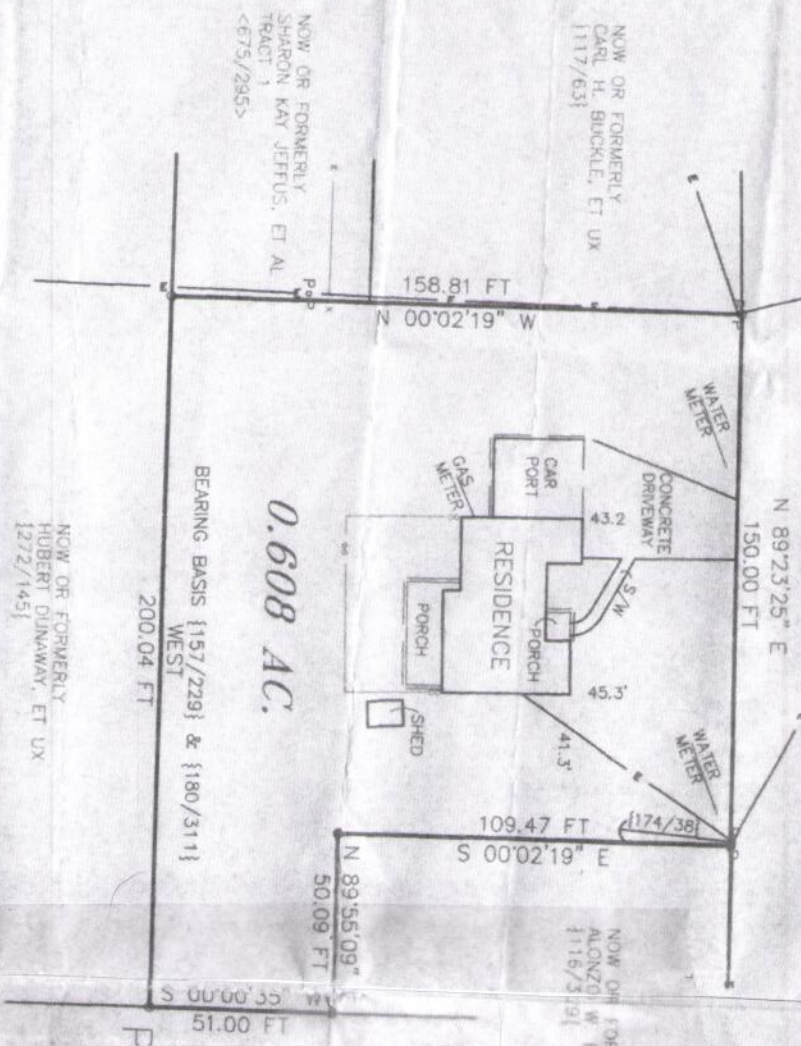 NOW OR FORMERLY
CARL H. BUCKLE, ET UX
{117/63}
NOW OR FORMERLY
SHARON KAY JEFFUS, ET AL
TRACT 1
<675/295>
N 89°23'25" E
150.00 FT
158.81 FT
N 00°02'19" W
WATER
METER
CONCRETE
DRIVEWAY
S/W
CAR
PORT
43.2
GAS
METER
RESIDENCE
PORCH
PORCH
45.3'
41.3'
SHED
WATER
METER
{174/38}
109.47 FT
S 00°02'19" E
0.608 AC.
BEARING BASIS {157/229} & {180/311}
WEST
200.04 FT
N 89°55'09"
50.09 FT
S 00°00'35" W
51.00 FT
NOW OR FORMERLY
HUBERT DUNAWAY, ET UX
{272/145}
NOW OR FOR
ALONZO W
{116/3
E
E
E
E
E
E
E
P
P